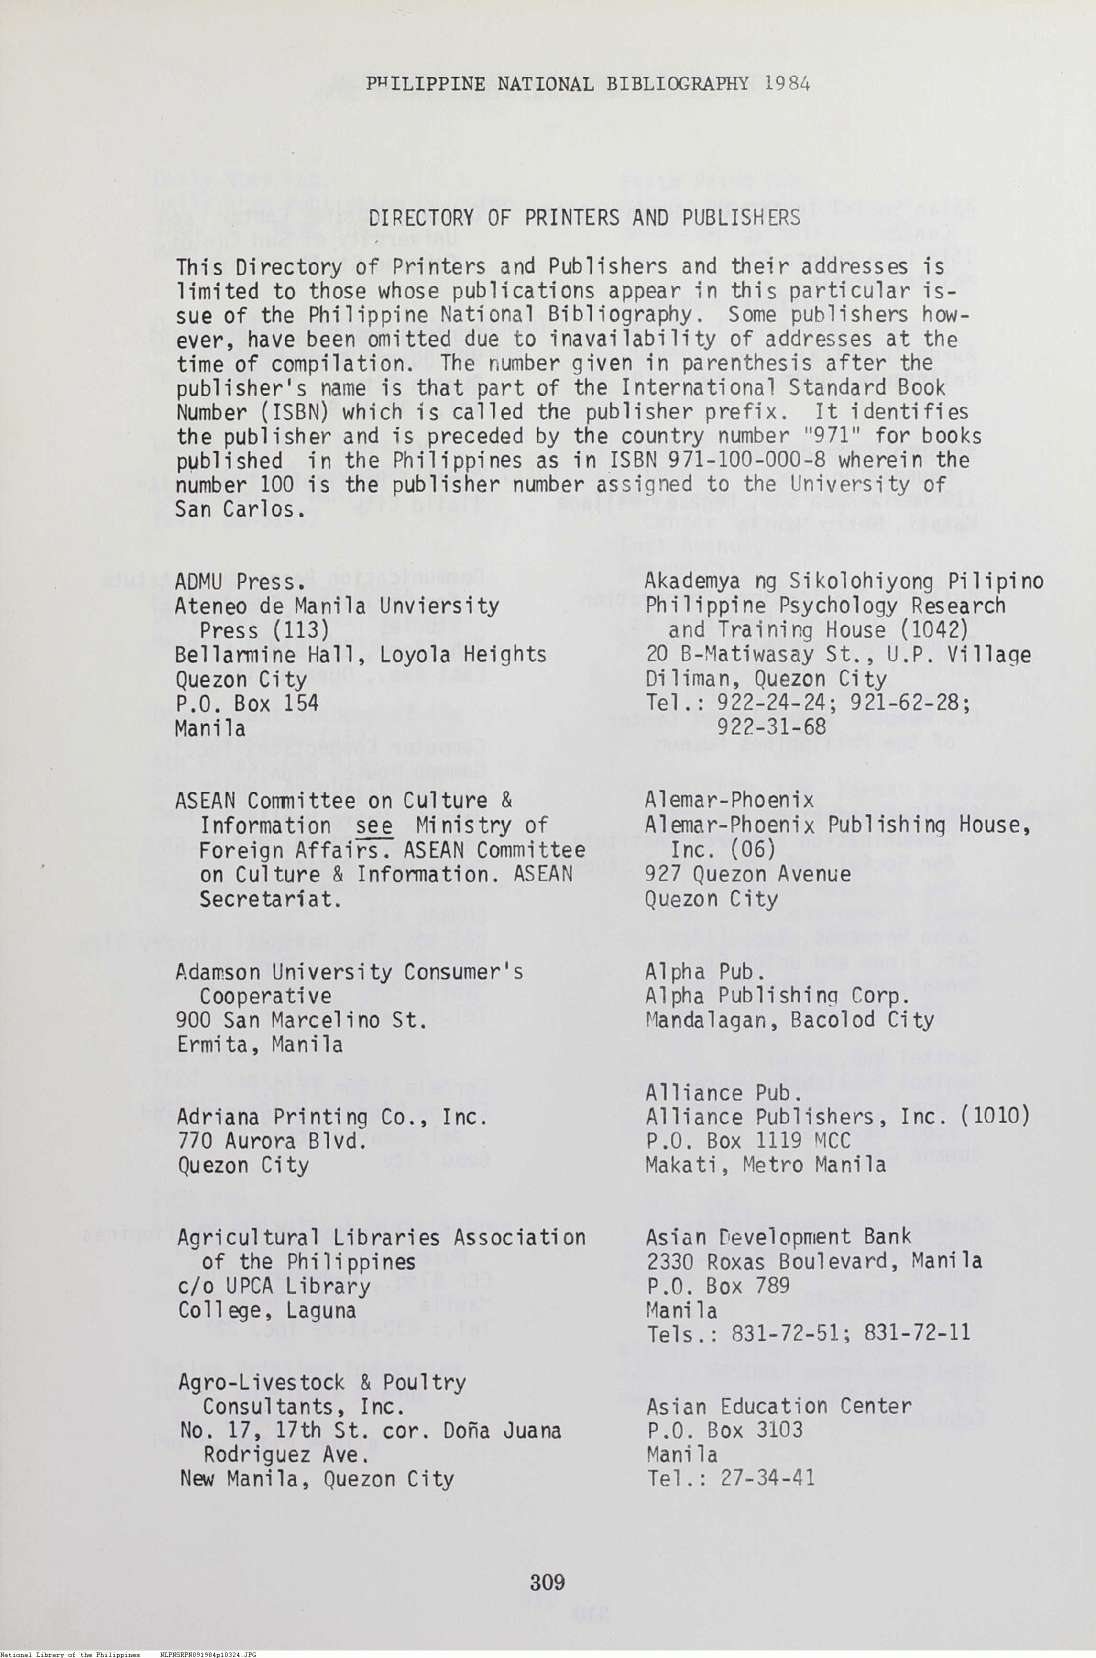 PHILIPPINE NATIONAL BIBLIOGRAPHY 1984
DIRECTORY OF PRINTERS AND PUBLISHERS
This Directory of Printers and Publishers and their addresses is
limited to those whose publications appear in this particular is-
sue of the Philippine National Bibliography. Some publishers how-
ever, have been omitted due to inavailability of addresses at the
time of compilation. The number given in parenthesis after the
publisher's name is that part of the International Standard Book
Number (ISBN) which is called the publisher prefix. It identifies
the publisher and is preceded by the country number "971" for books
published in the Philippines as in ISBN 971-100-000-8 wherein the
number 100 is the publisher number assigned to the University of
San Carlos.
ADMU Press.
Ateneo de Manila Unviersity
Press (113)
Bellarmine Hall, Loyola Heights
Quezon City
P.O. Box 154
Manila
ASEAN Committee on Culture &
Information see Ministry of
Foreign Affairs. ASEAN Committee
on Culture & Information. ASEAN
Secretariat.
Adamson University Consumer's
Cooperative
900 San Marcelino St.
Ermita, Manila
Adriana Printing Co., Inc.
770 Aurora Blvd.
Quezon City
Agricultural Libraries Association
of the Philippines
c/o UPCA Library
College, Laguna
Agro-Livestock & Poultry
Consultants, Inc.
No. 17, 17th St. cor. Doña Juana
Rodriguez Ave.
New Manila, Quezon City
Akademya ng Sikolohiyong Pilipino
Philippine Psychology Research
and Training House (1042)
20 B-Matiwasay St., U.P. Village
Diliman, Quezon City
Tel.: 922-24-24; 921-62-28;
922-31-68
Alemar-Phoenix
Alemar-Phoenix Publishing House,
Inc. (06)
927 Quezon Avenue
Quezon City
Alpha Pub.
Alpha Publishing Corp.
Mandalagan, Bacolod City
Alliance Pub.
Alliance Publishers, Inc. (1010)
P.O. Box 1119 MCC
Makati, Metro Manila
Asian Development Bank
2330 Roxas Boulevard, Manila
P.O. Box 789
Manila
Tels.: 831-72-51; 831-72-11
Asian Education Center
P.O. Box 3103
Manila
Tel.: 27-34-41
309
National Library of the Philippines NLPNSRPN091984p10324.JPG